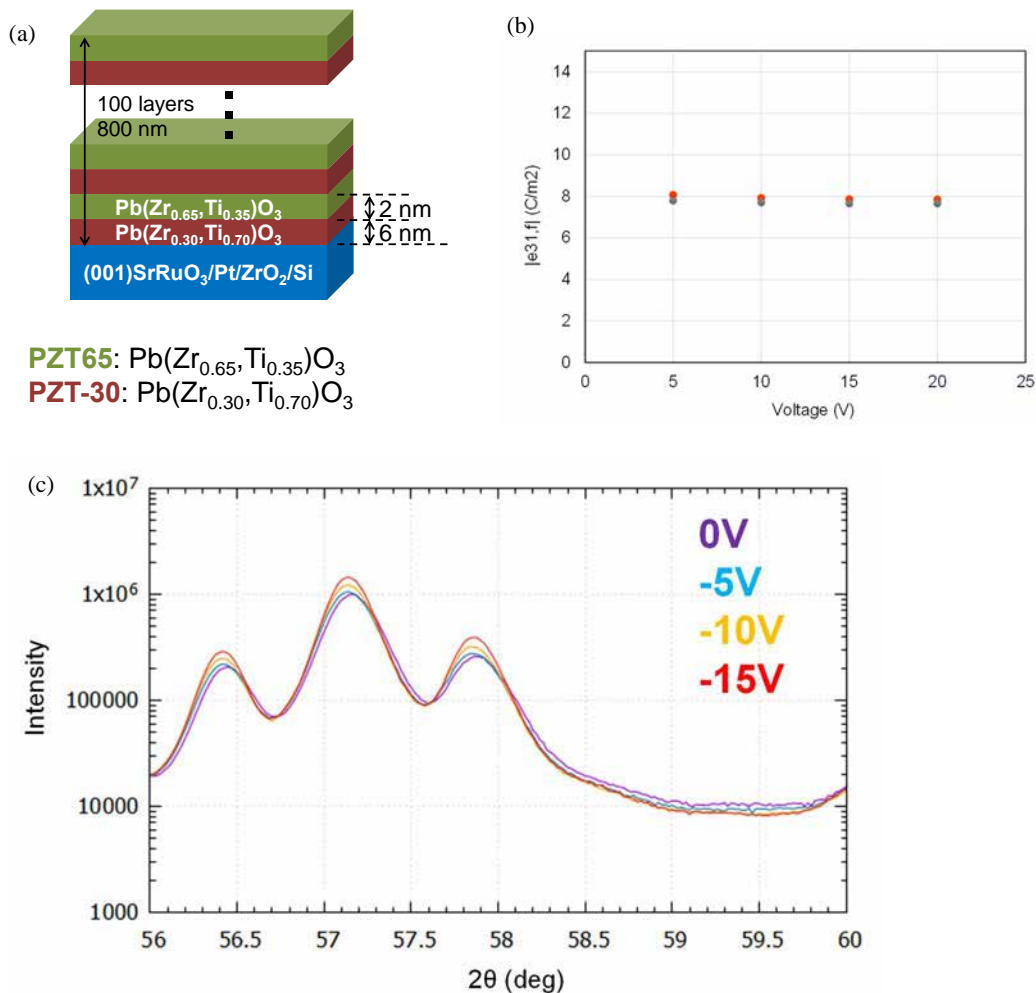 (a)
100 layers
800 nm
Pb(Zr0.65,Ti0.35)O3
2 nm
Pb(Zr0.30,Ti0.70)O3
6 nm
(001)SrRuO3/Pt/ZrO2/Si
PZT65: Pb(Zr0.65,Ti0.35)O3
PZT-30: Pb(Zr0.30,Ti0.70)O3
(b)
|e31,f| (C/m2)
14
12
10
8
6
4
2
0
0 5 10 15 20 25
Voltage (V)
(c)
Intensity
1x10^7
1x10^6
100000
10000
1000
0V
-5V
-10V
-15V
56 56.5 57 57.5 58 58.5 59 59.5 60
2θ (deg)